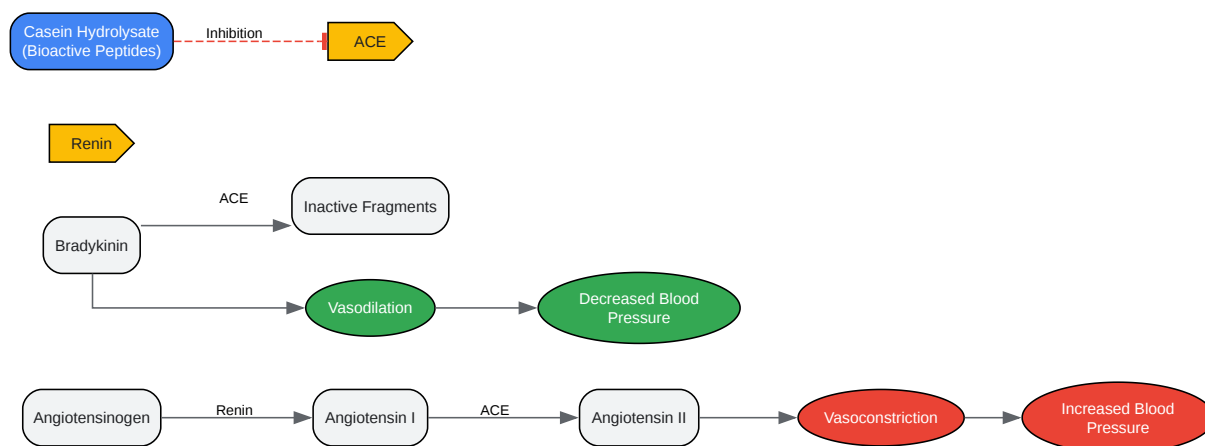 Casein Hydrolysate
(Bioactive Peptides)
Inhibition
ACE
Renin
ACE
Inactive Fragments
Bradykinin
Vasodilation
Decreased Blood
Pressure
Angiotensinogen
Renin
Angiotensin I
ACE
Angiotensin II
Vasoconstriction
Increased Blood
Pressure